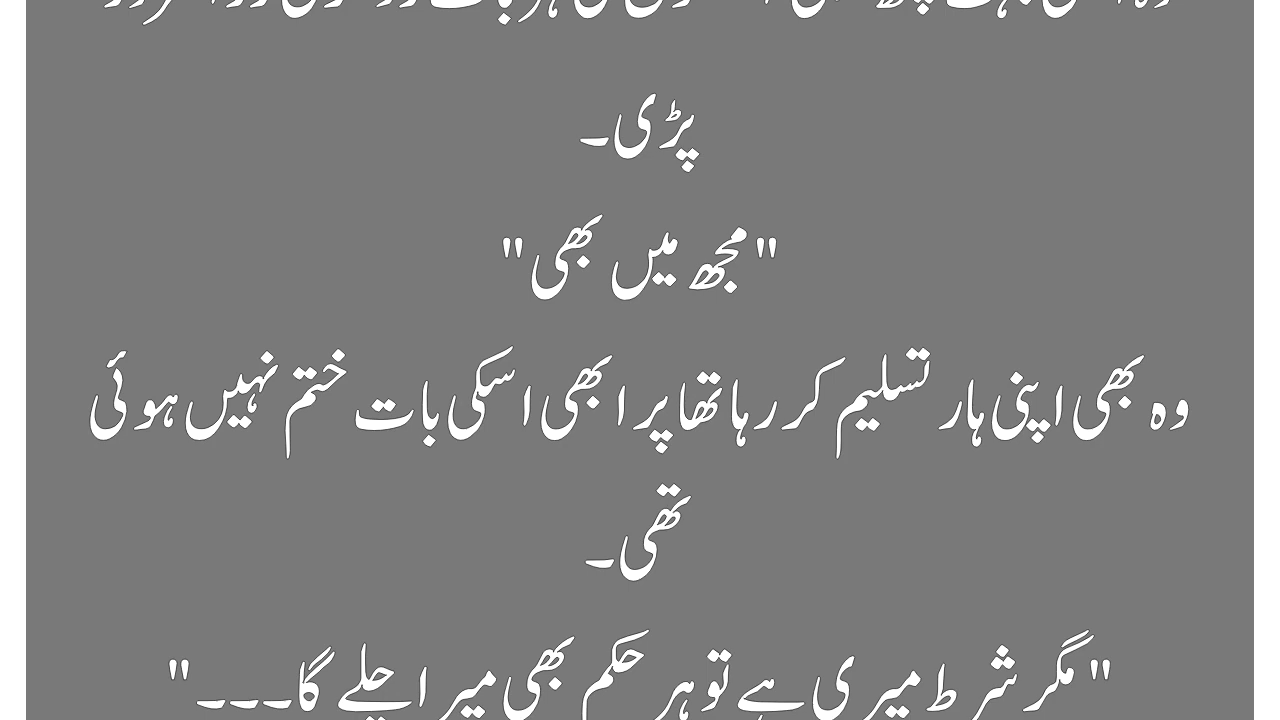 پڑی۔
"مجھ میں بھی"
وہ بھی اپنی ہار تسلیم کر رہا تھا پر ابھی اسکی بات ختم نہیں ہوئی
تھی۔
"مگر شرط میری ہے تو ہر حکم بھی میرا چلے گا۔۔۔"